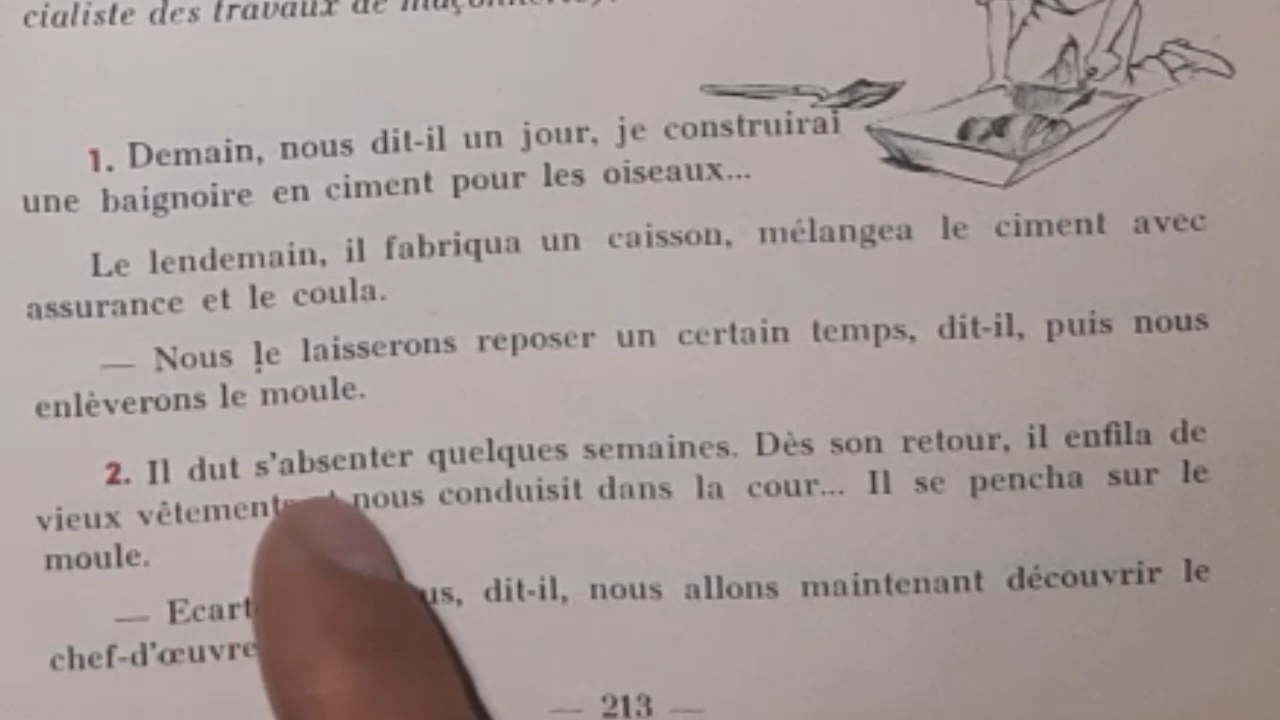 cialiste des travaux de
1. Demain, nous dit-il un jour, je construirai
une baignoire en ciment pour les oiseaux...
Le lendemain, il fabriqua un caisson, mélangea le ciment avec
assurance et le coula.
— Nous le laisserons reposer un certain temps, dit-il, puis nous
enlèverons le moule.
2. Il dut s'absenter quelques semaines. Dès son retour, il enfila de
vieux nous conduisit dans la cour... Il se pencha sur le
moule.
— dit-il, nous allons maintenant découvrir le
chef-d'œuvre
— 213 —